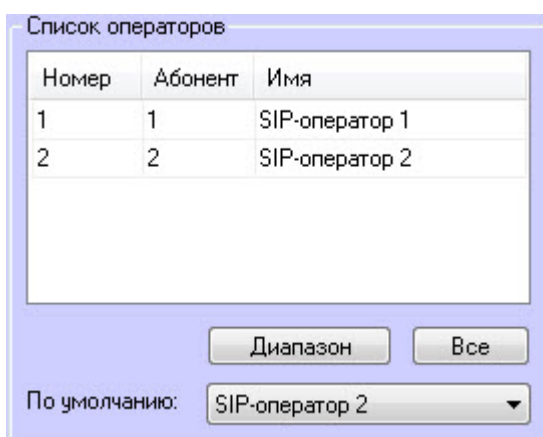 Список операторов
Номер Абонент Имя
1 1 SIP-оператор 1
2 2 SIP-оператор 2
Диапазон Все
По умолчанию: SIP-оператор 2